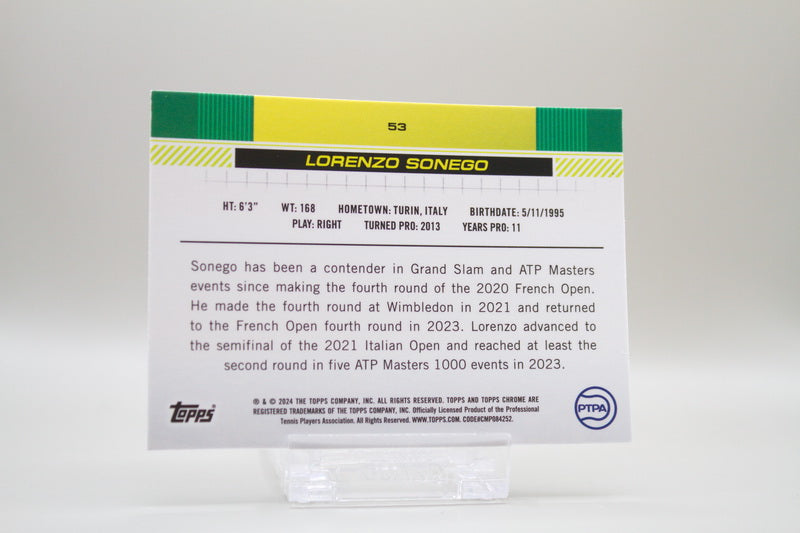 53
LORENZO SONEGO
HT: 6'3" WT: 168 HOMETOWN: TURIN, ITALY BIRTHDATE: 5/11/1995
PLAY: RIGHT TURNED PRO: 2013 YEARS PRO: 11
Sonego has been a contender in Grand Slam and ATP Masters
events since making the fourth round of the 2020 French Open.
He made the fourth round at Wimbledon in 2021 and returned
to the French Open fourth round in 2023. Lorenzo advanced to
the semifinal of the 2021 Italian Open and reached at least the
second round in five ATP Masters 1000 events in 2023.
Topps®
® & © 2024 THE TOPPS COMPANY, INC. ALL RIGHTS RESERVED. TOPPS AND TOPPS CHROME ARE
REGISTERED TRADEMARKS OF THE TOPPS COMPANY, INC. Officially Licensed Product of the Professional
Tennis Players Association. All Rights Reserved. WWW.TOPPS.COM. CODE#CMP084252.
PTPA